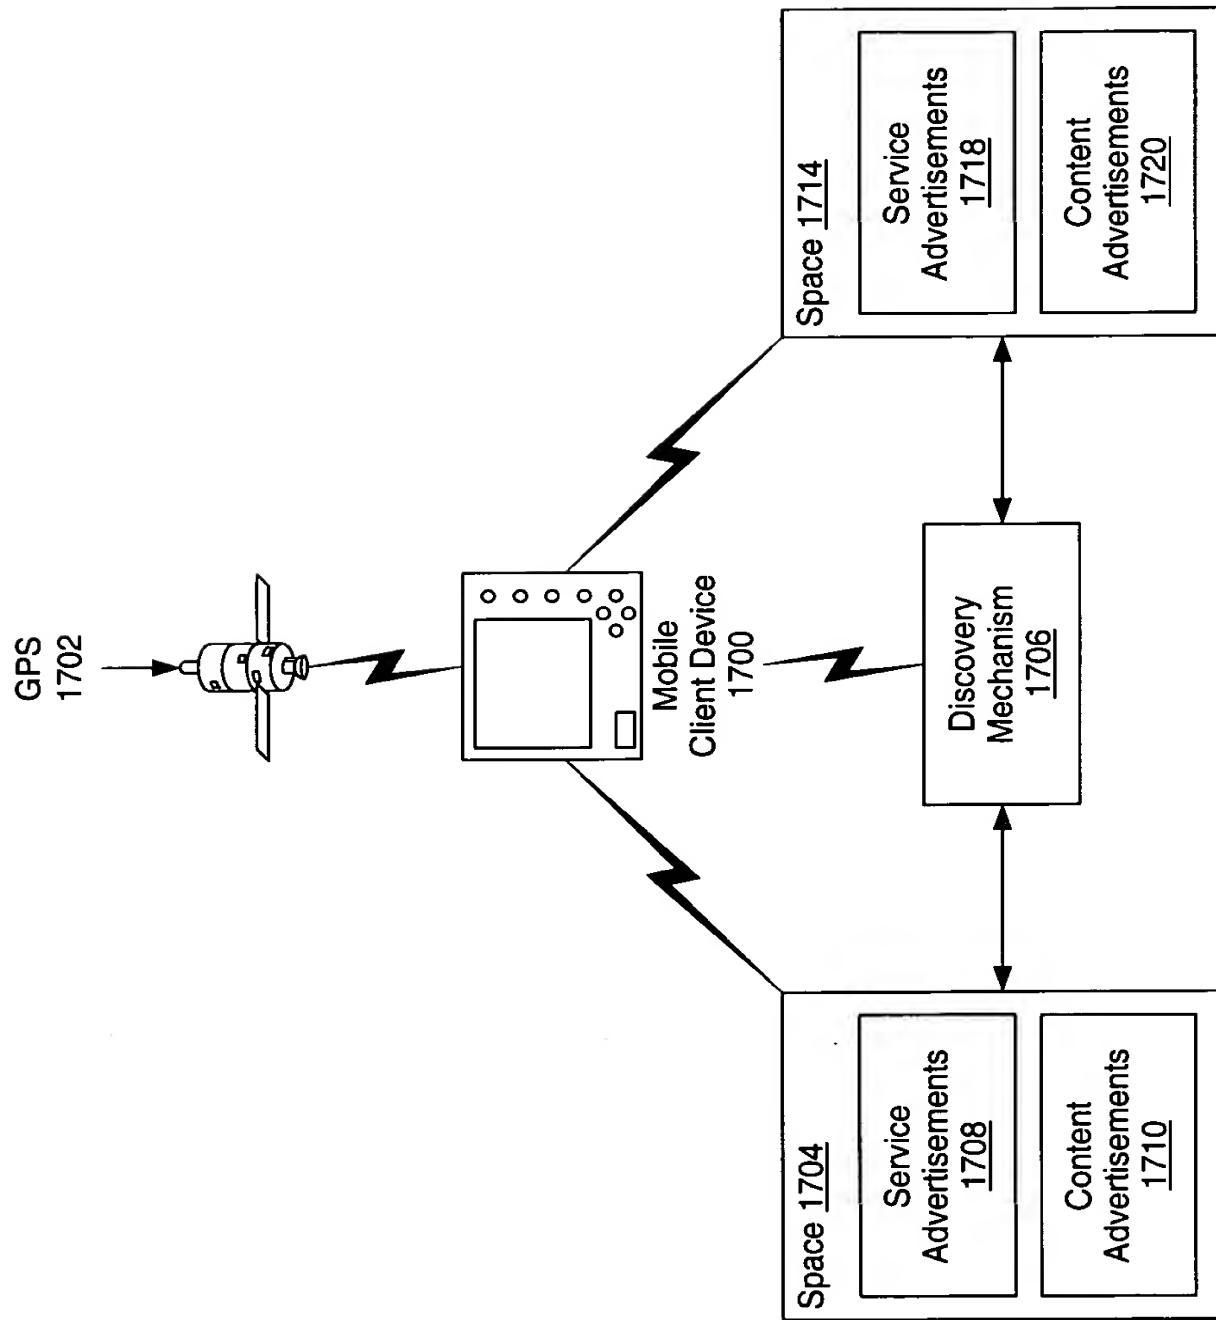 GPS
1702
Mobile
Client Device
1700
Discovery
Mechanism
1706
Space 1704
Service
Advertisements
1708
Content
Advertisements
1710
Space 1714
Service
Advertisements
1718
Content
Advertisements
1720